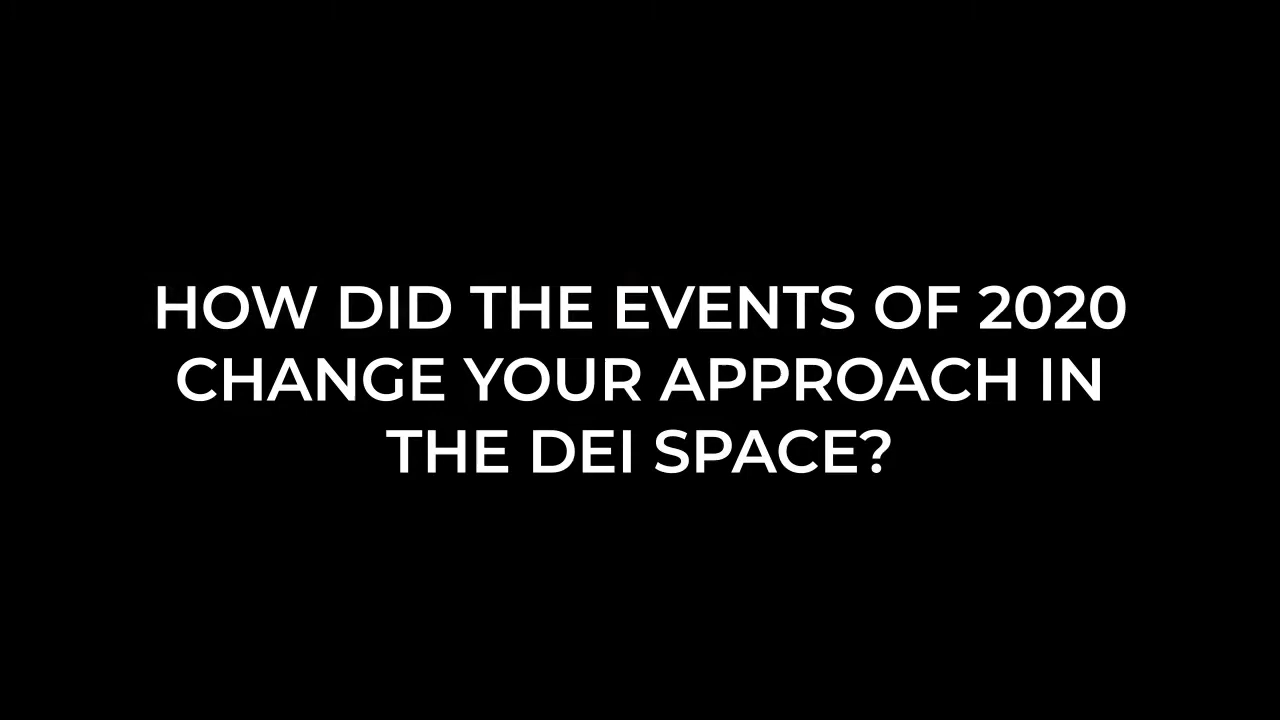 HOW DID THE EVENTS OF 2020
CHANGE YOUR APPROACH IN
THE DEI SPACE?